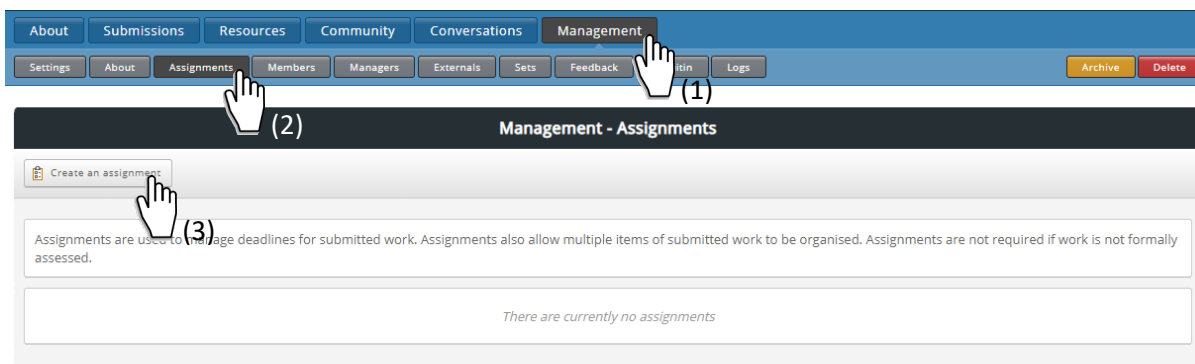 About Submissions Resources Community Conversations Management
Settings About Assignments Members Managers Externals Sets Feedback Logs Archive Delete
(1)
(2)
Management - Assignments
Create an assignment
(3)
Assignments are used to manage deadlines for submitted work. Assignments also allow multiple items of submitted work to be organised. Assignments are not required if work is not formally
assessed.
There are currently no assignments